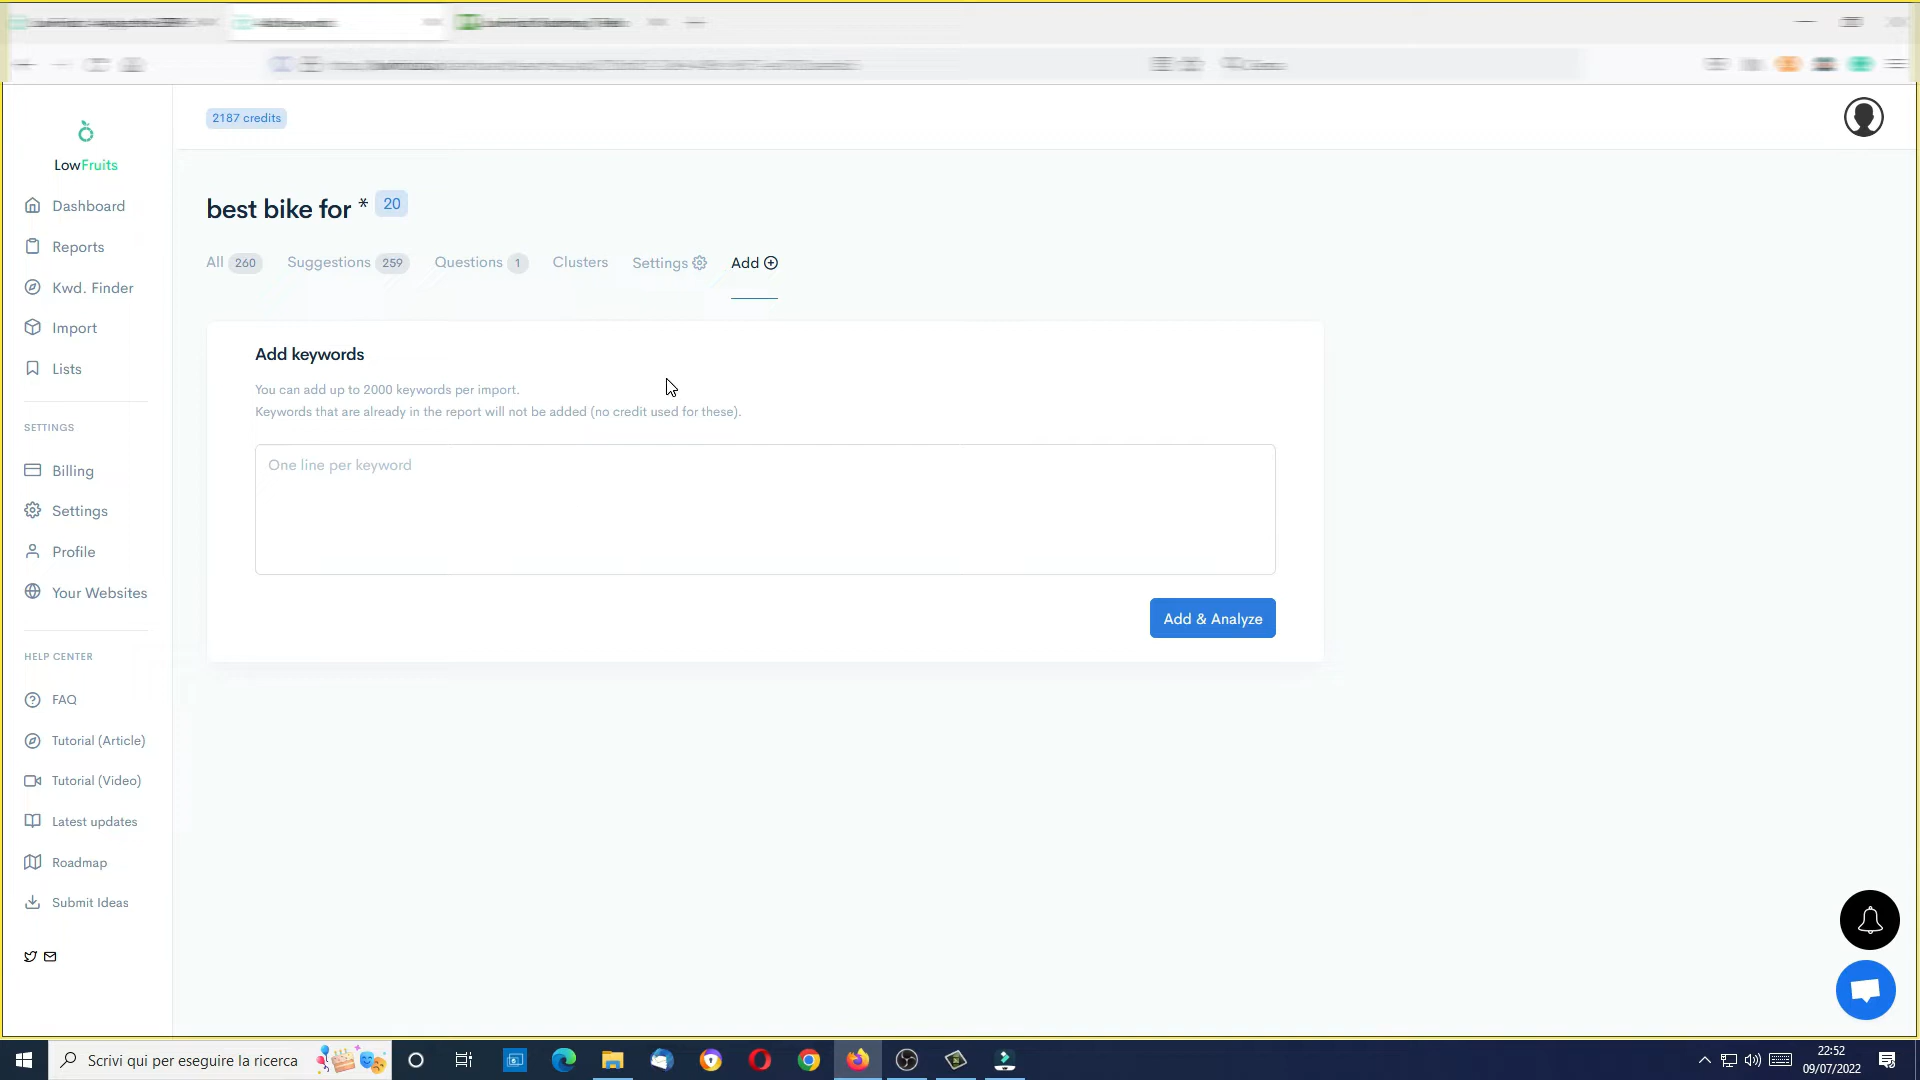 2187 credits
LowFruits
Dashboard
Reports
Kwd. Finder
Import
Lists
SETTINGS
Billing
Settings
Profile
Your Websites
HELP CENTER
FAQ
Tutorial (Article)
Tutorial (Video)
Latest updates
Roadmap
Submit Ideas
best bike for * 20
All 260 Suggestions 259 Questions 1 Clusters Settings Add
Add keywords
You can add up to 2000 keywords per import.
Keywords that are already in the report will not be added (no credit used for these).
One line per keyword
Add & Analyze
Scrivi qui per eseguire la ricerca
22:52
09/07/2022